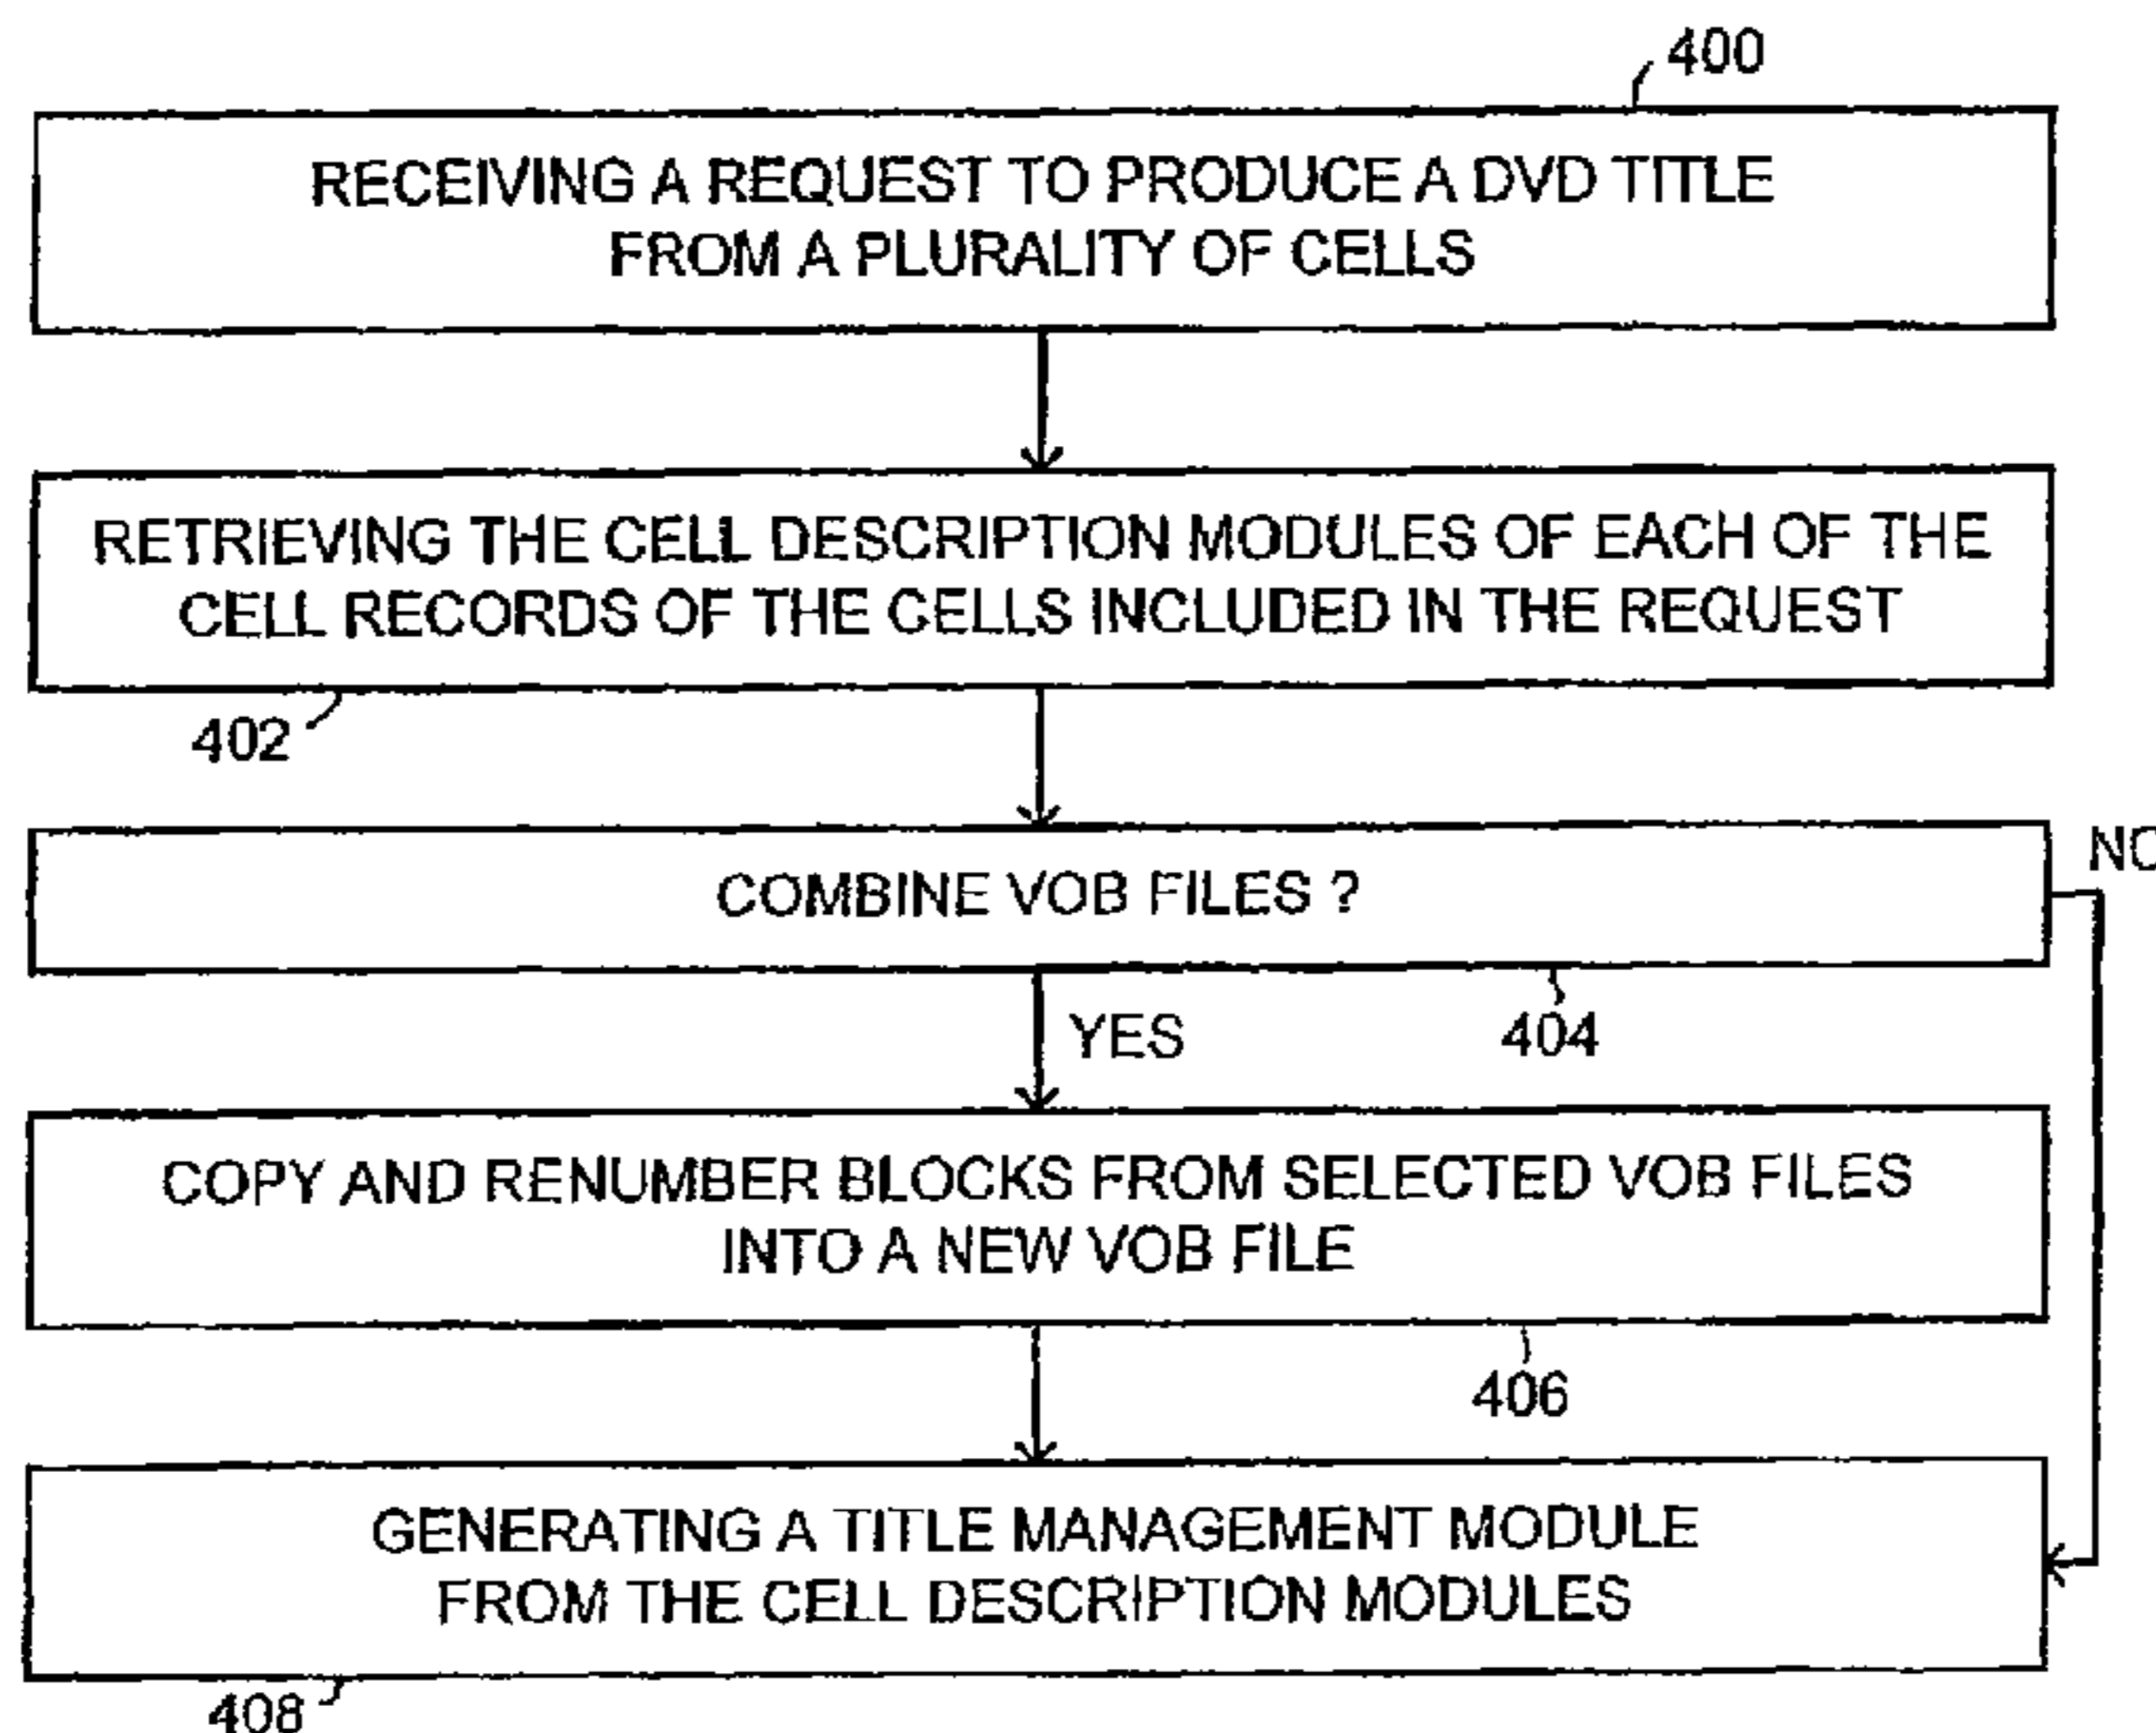 400
RECEIVING A REQUEST TO PRODUCE A DVD TITLE
FROM A PLURALITY OF CELLS
RETRIEVING THE CELL DESCRIPTION MODULES OF EACH OF THE
CELL RECORDS OF THE CELLS INCLUDED IN THE REQUEST
402
COMBINE VOB FILES ?
NO
YES
404
COPY AND RENUMBER BLOCKS FROM SELECTED VOB FILES
INTO A NEW VOB FILE
406
GENERATING A TITLE MANAGEMENT MODULE
FROM THE CELL DESCRIPTION MODULES
408